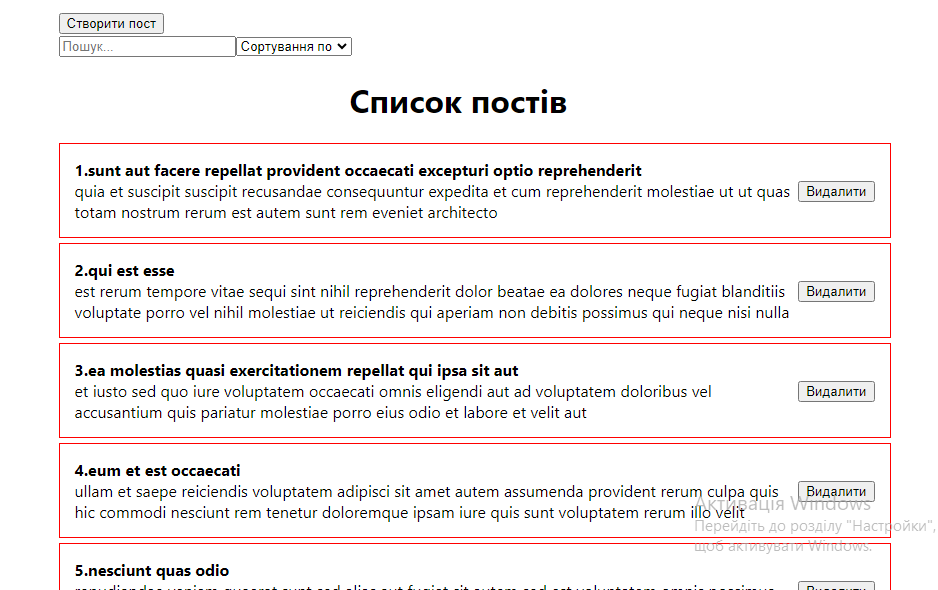 Створити пост
Пошук...
Сортування по
Список постів
1.sunt aut facere repellat provident occaecati excepturi optio reprehenderit
quia et suscipit suscipit recusandae consequuntur expedita et cum reprehenderit molestiae ut ut quas
totam nostrum rerum est autem sunt rem eveniet architecto
Видалити
2.qui est esse
est rerum tempore vitae sequi sint nihil reprehenderit dolor beatae ea dolores neque fugiat blanditiis
voluptate porro vel nihil molestiae ut reiciendis qui aperiam non debitis possimus qui neque nisi nulla
Видалити
3.ea molestias quasi exercitationem repellat qui ipsa sit aut
et iusto sed quo iure voluptatem occaecati omnis eligendi aut ad voluptatem doloribus vel
accusantium quis pariatur molestiae porro eius odio et labore et velit aut
Видалити
4.eum et est occaecati
ullam et saepe reiciendis voluptatem adipisci sit amet autem assumenda provident rerum culpa quis
hic commodi nesciunt rem tenetur doloremque ipsam iure quis sunt voluptatem rerum illo velit
Видалити
Активація Windows
Перейдіть до розділу "Настройки",
щоб активувати Windows.
5.nesciunt quas odio